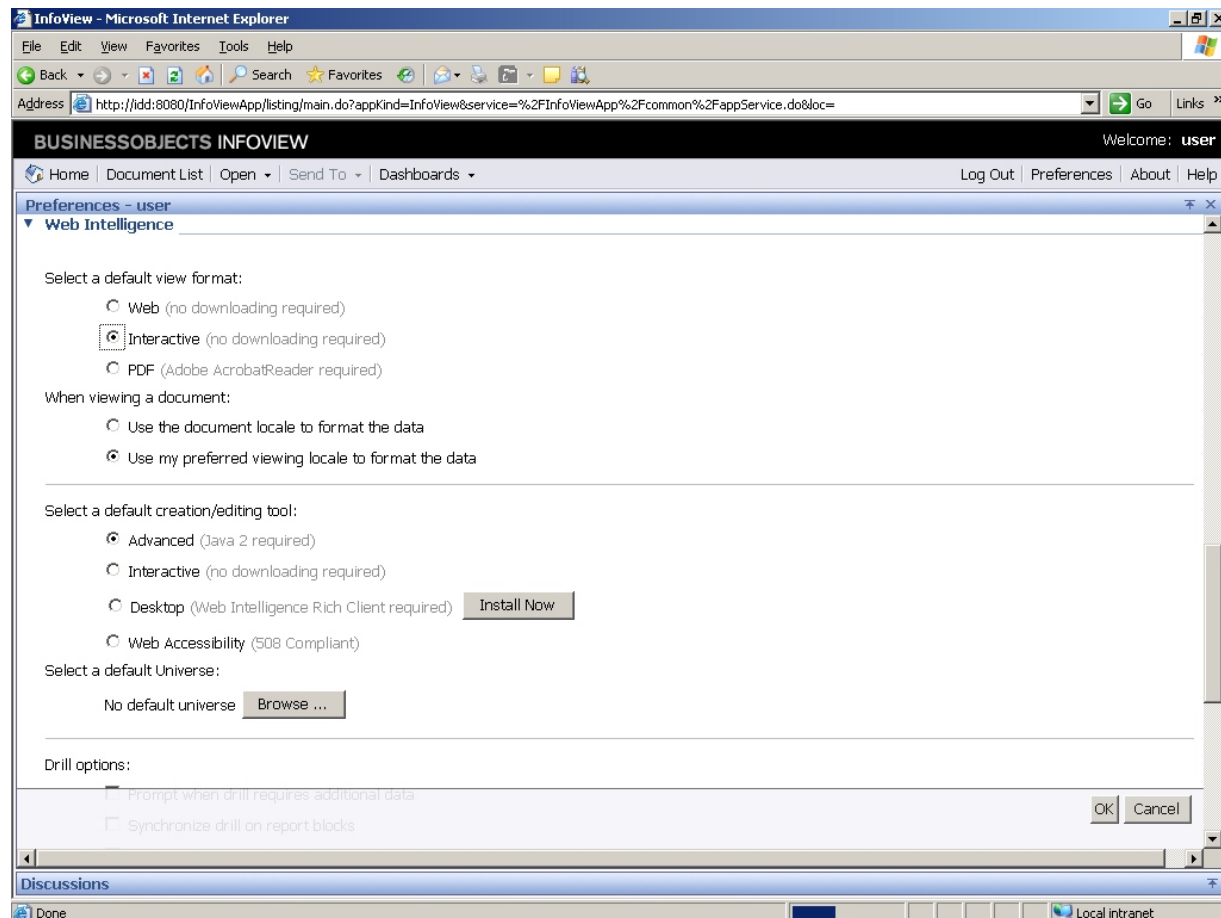 InfoView - Microsoft Internet Explorer
File Edit View Favorites Tools Help
Back Search Favorites
Address http://idd:8080/InfoViewApp/listing/main.do?appKind=InfoView&service=%2FInfoViewApp%2Fcommon%2FappService.do&loc= Go Links »
BUSINESSOBJECTS INFOVIEW Welcome: user
Home Document List Open Send To Dashboards Log Out Preferences About Help
Preferences - user
Web Intelligence
Select a default view format:
Web (no downloading required)
Interactive (no downloading required)
PDF (Adobe AcrobatReader required)
When viewing a document:
Use the document locale to format the data
Use my preferred viewing locale to format the data
Select a default creation/editing tool:
Advanced (Java 2 required)
Interactive (no downloading required)
Desktop (Web Intelligence Rich Client required) Install Now
Web Accessibility (508 Compliant)
Select a default Universe:
No default universe Browse ...
Drill options:
Prompt when drill requires additional data
OK Cancel
Synchronize drill on report blocks
Discussions
Done Local intranet